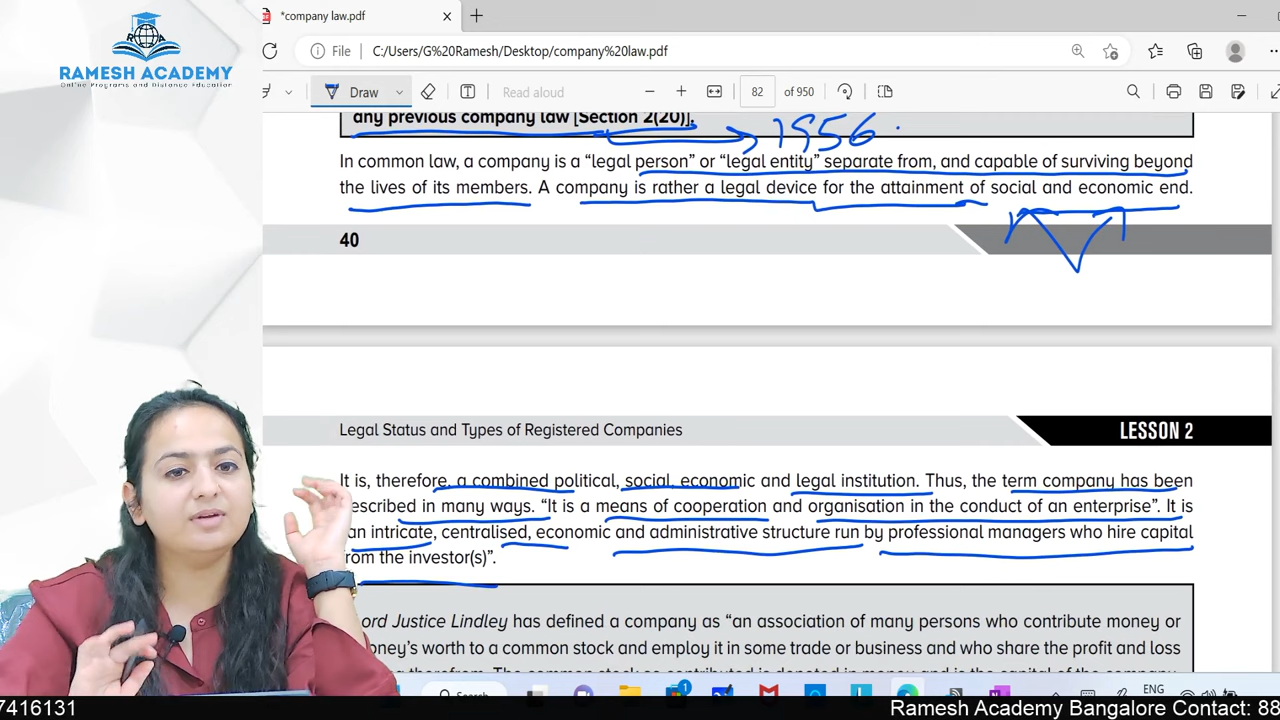 *company law.pdf
RAMESH ACADEMY
Online Programs and Distance Education
File C:/Users/G%20Ramesh/Desktop/company%20law.pdf
Draw Read aloud 82 of 950
any previous company law [Section 2(20)]. 1956.
In common law, a company is a “legal person” or “legal entity” separate from, and capable of surviving beyond
the lives of its members. A company is rather a legal device for the attainment of social and economic end.
40
Legal Status and Types of Registered Companies LESSON 2
It is, therefore, a combined political, social, economic and legal institution. Thus, the term company has been
escribed in many ways. “It is a means of cooperation and organisation in the conduct of an enterprise”. It is
an intricate, centralised, economic and administrative structure run by professional managers who hire capital
rom the investor(s)”.
ord Justice Lindley has defined a company as “an association of many persons who contribute money or
oney’s worth to a common stock and employ it in some trade or business and who share the profit and loss
Search ENG
7416131 Ramesh Academy Bangalore Contact: 88